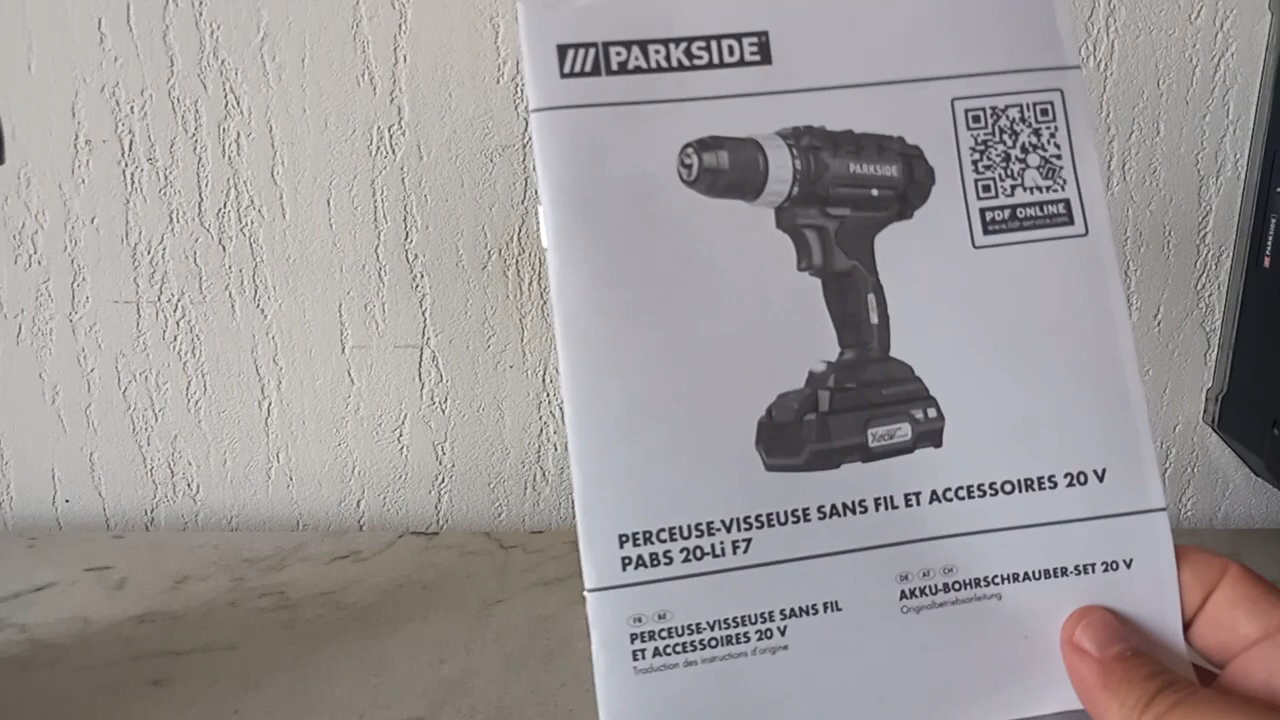 /// PARKSIDE
PARKSIDE
PDF ONLINE
www.lidl-service.com
PERCEUSE-VISSEUSE SANS FIL ET ACCESSOIRES 20 V
PABS 20-Li F7
FR BE
PERCEUSE-VISSEUSE SANS FIL
ET ACCESSOIRES 20 V
Traduction des instructions d'origine
DE AT CH
AKKU-BOHRSCHRAUBER-SET 20 V
Originalbetriebsanleitung
PARKSIDE